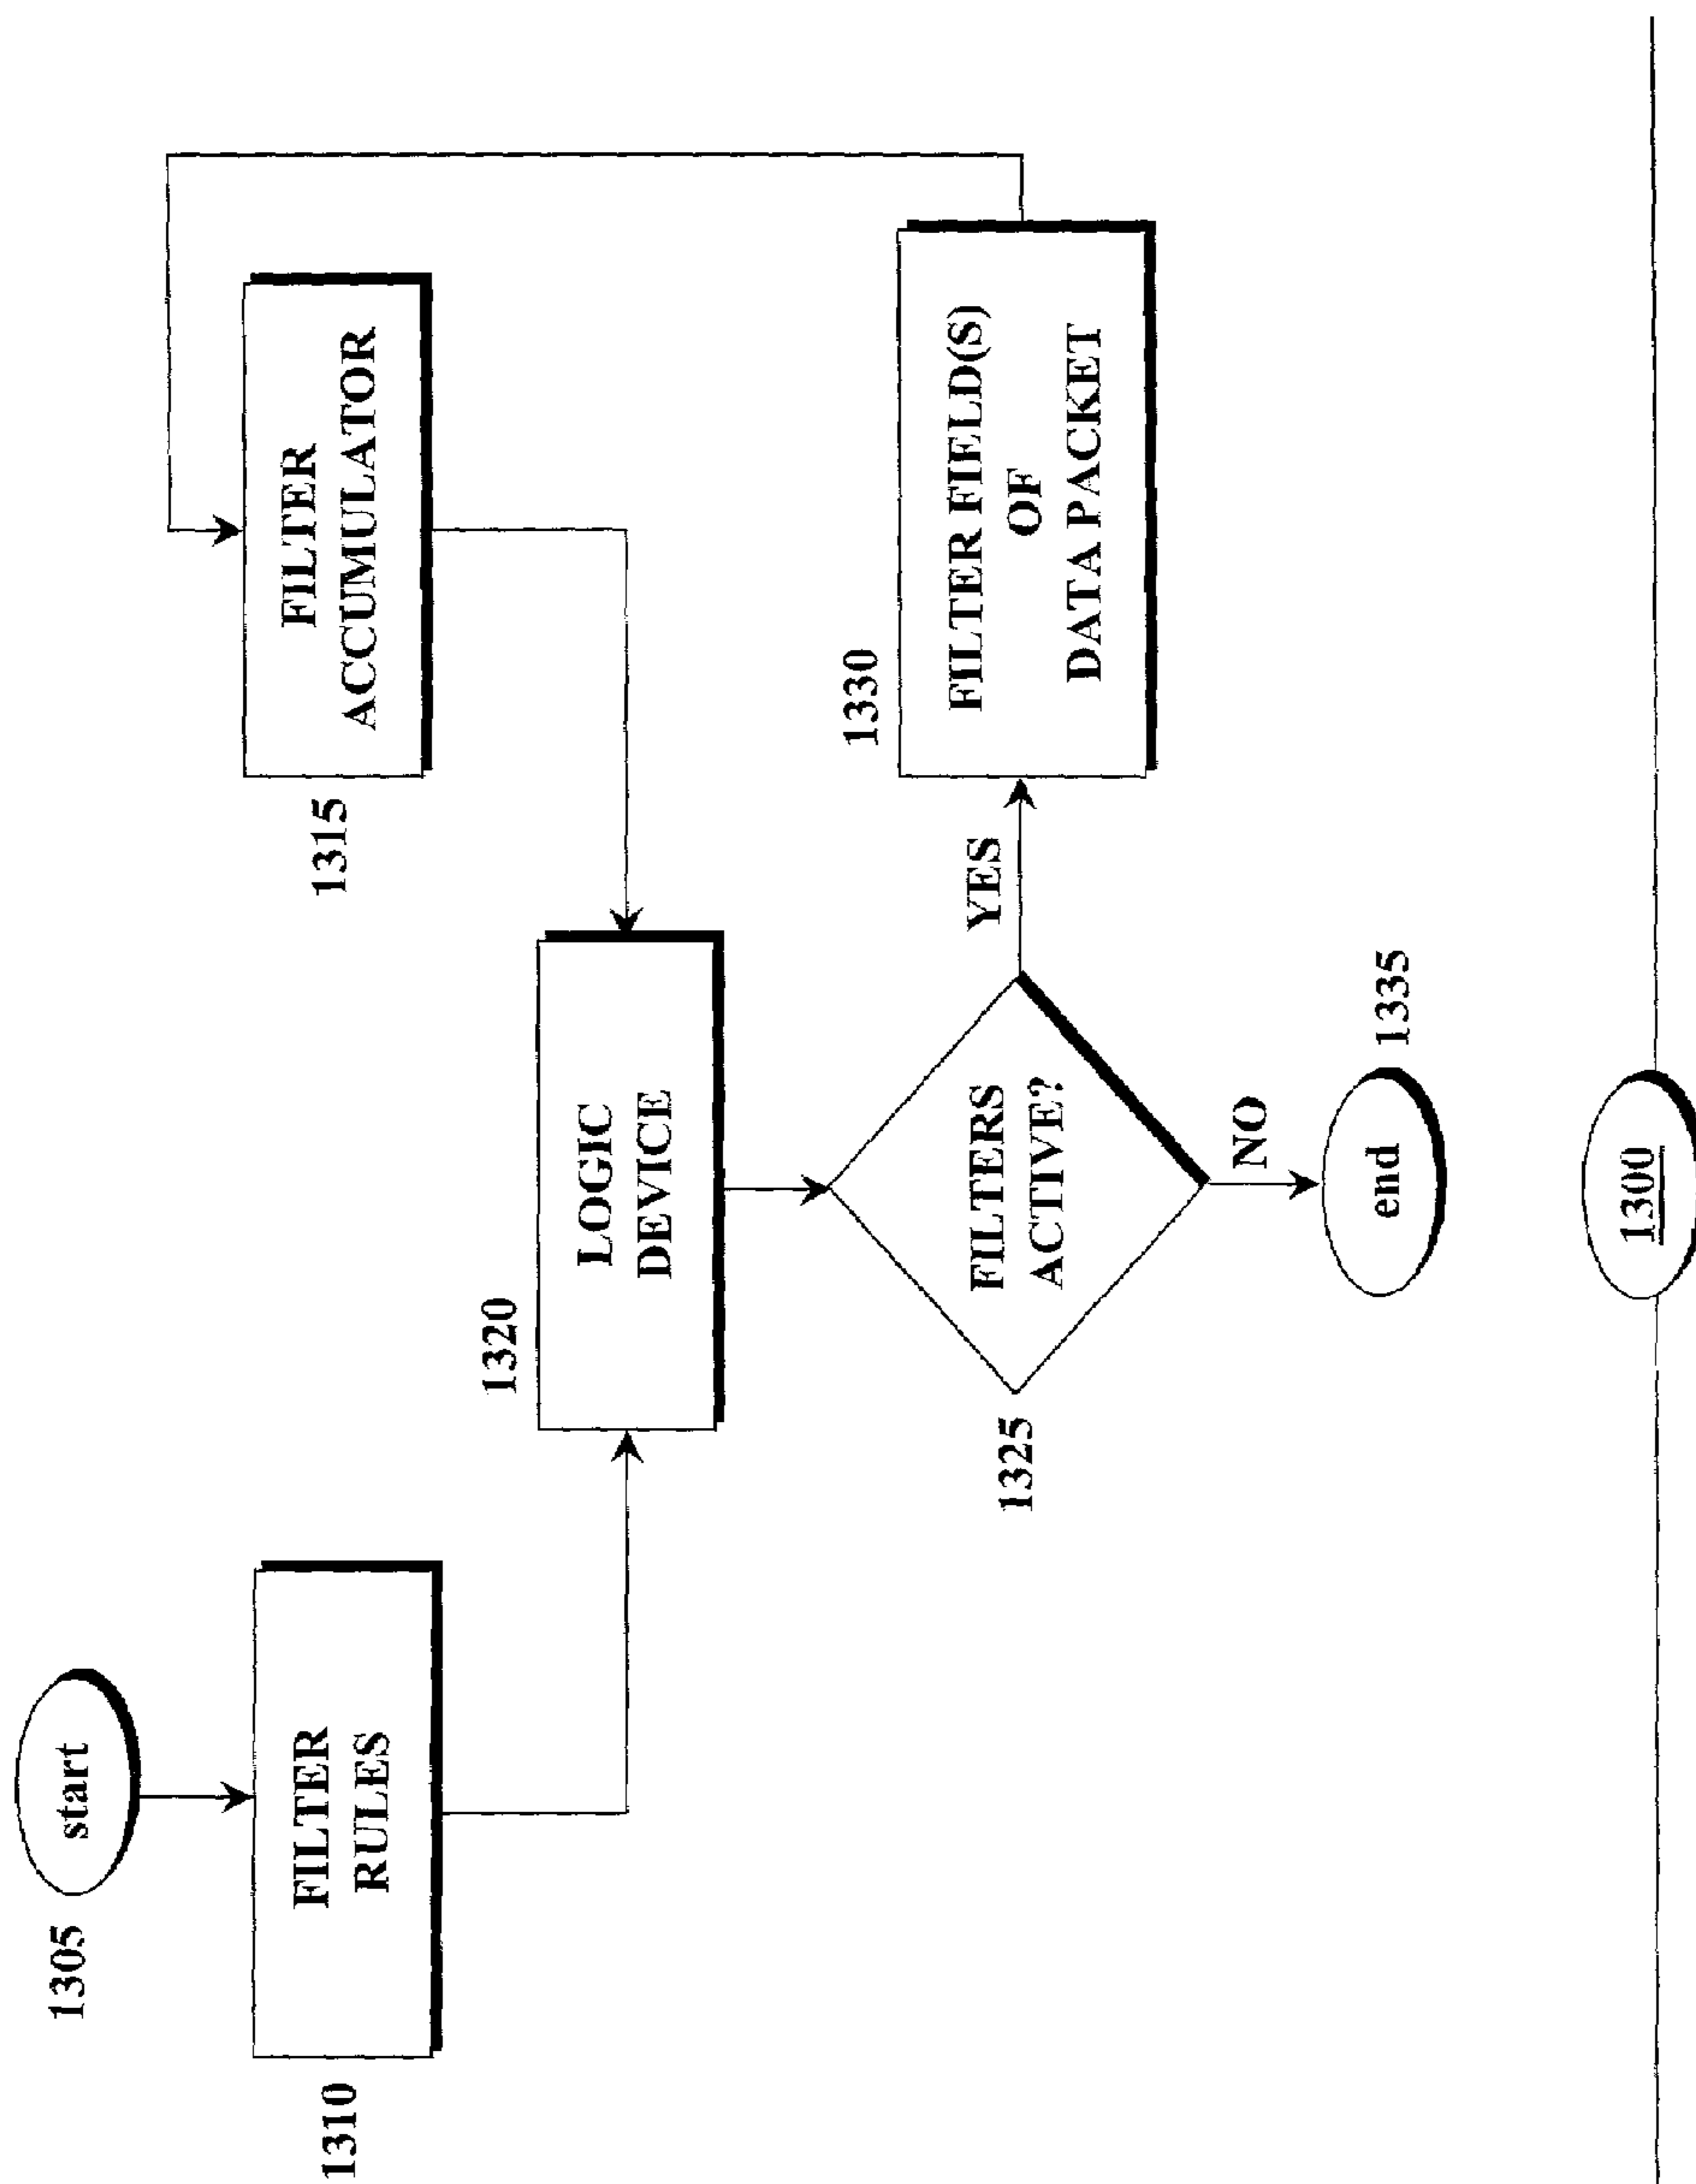 1305
start
1310
FILTER
RULES
1315
FILTER
ACCUMULATOR
1320
LOGIC
DEVICE
1325
FILTERS
ACTIVE?
YES
1330
FILTER FIELD(S)
OF
DATA PACKET
NO
end
1335
1300